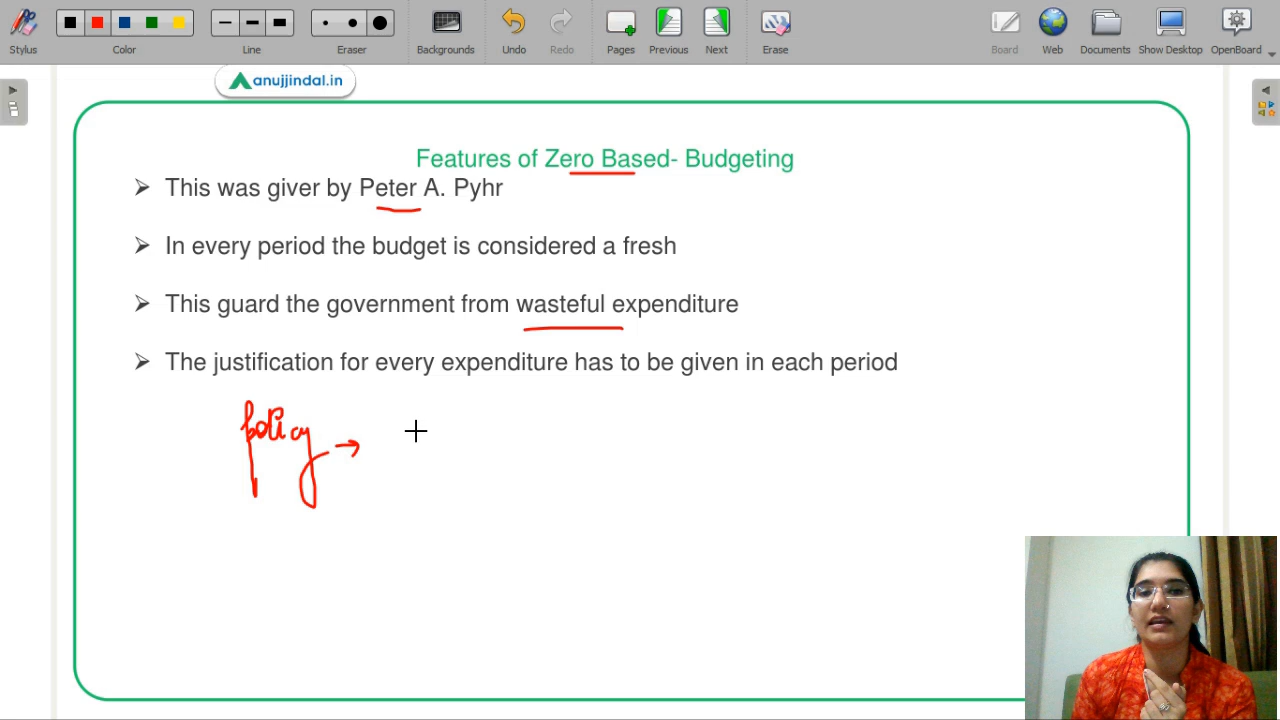 Stylus
Color
Line
Eraser
Backgrounds
Undo
Redo
Pages
Previous
Next
Erase
Board
Web
Documents
Show Desktop
OpenBoard
anujjindal.in
Features of Zero Based- Budgeting
➢ This was giver by Peter A. Pyhr
➢ In every period the budget is considered a fresh
➢ This guard the government from wasteful expenditure
➢ The justification for every expenditure has to be given in each period
policy →